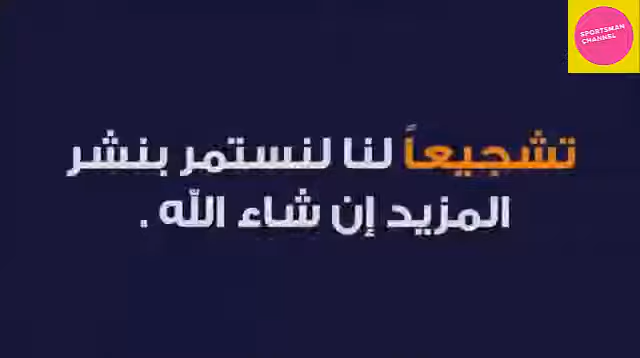 SPORTSMAN
CHANNEL
تشجيعاً لنا لنستمر بنشر
المزيد إن شاء الله .